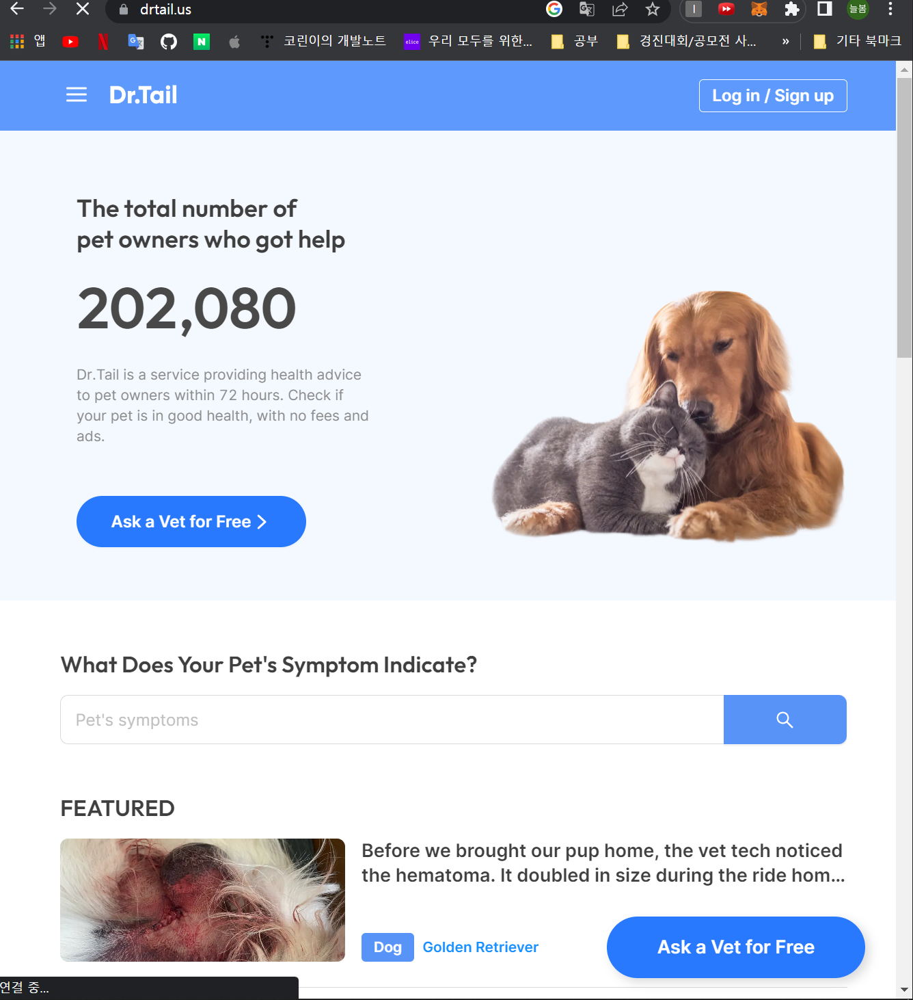 drtail.us
늘봄
앱
코린이의 개발노트
elice
우리 모두를 위한...
공부
경진대회/공모전 사...
»
기타 북마크
Dr.Tail
Log in / Sign up
The total number of
pet owners who got help
202,080
Dr.Tail is a service providing health advice
to pet owners within 72 hours. Check if
your pet is in good health, with no fees and
ads.
Ask a Vet for Free
What Does Your Pet's Symptom Indicate?
Pet's symptoms
FEATURED
Before we brought our pup home, the vet tech noticed
the hematoma. It doubled in size during the ride hom...
Dog
Golden Retriever
Ask a Vet for Free
연결 중...